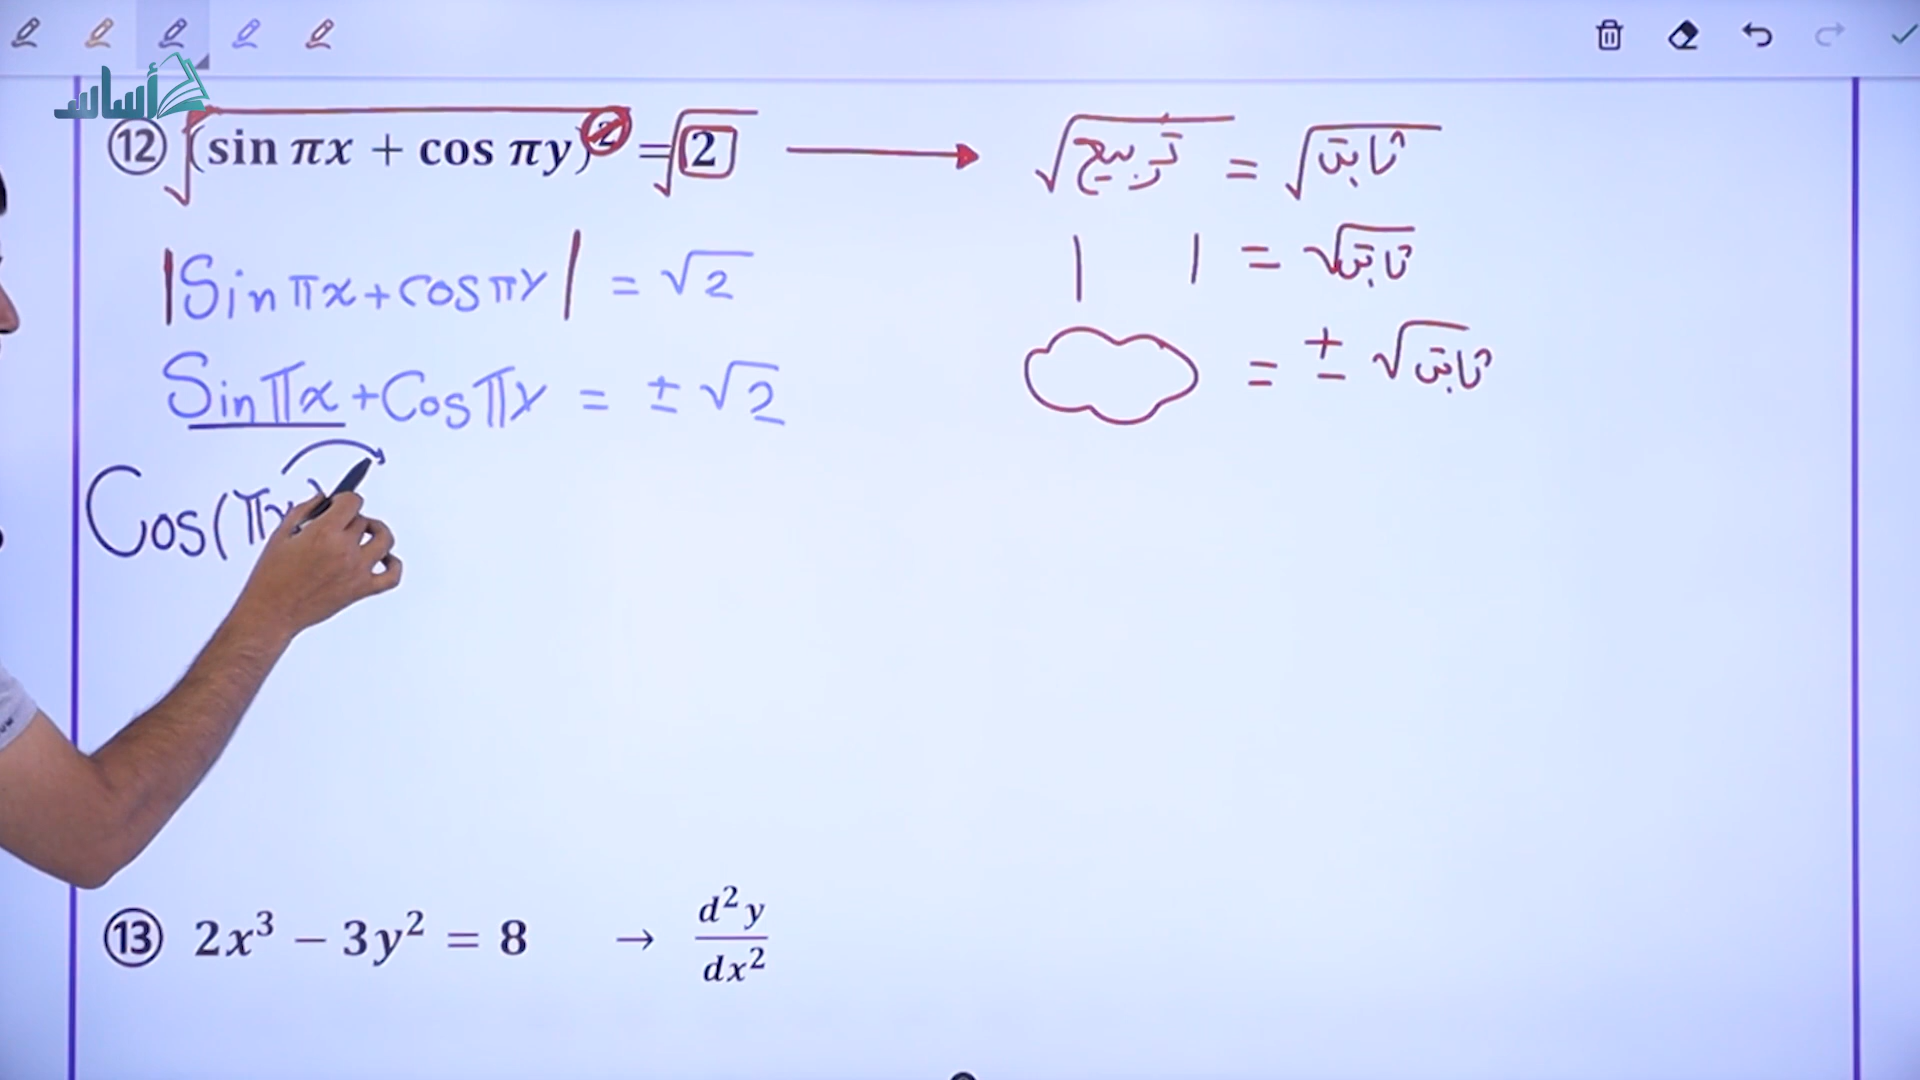 أساس
⑫ √(sin πx + cos πy)² = √2 → √تربيع = √ثابت
|Sin πx + cos πy| = √2
| | = √ثابت
Sin πx + Cos πy = ± √2
= ± √ثابت
Cos(πx)
⑬ 2x³ − 3y² = 8 → d²y/dx²